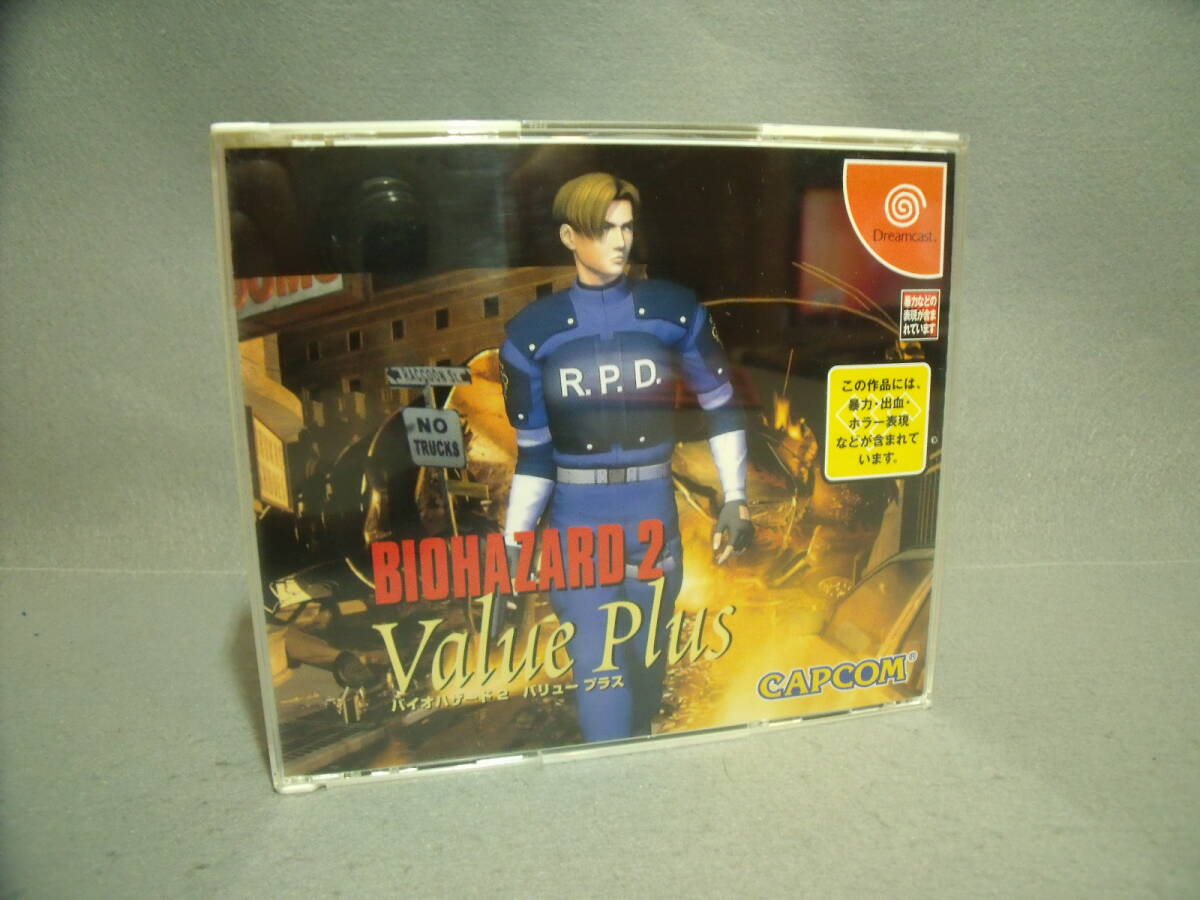 Dreamcast.
暴力などの
表現が含ま
れています
この作品には、
暴力・出血・
ホラー表現
などが含まれて
います。
RACCOON ST.
NO
TRUCKS
R.P.D.
BIOHAZARD 2
Value Plus
バイオハザード2 バリュー プラス
CAPCOM®